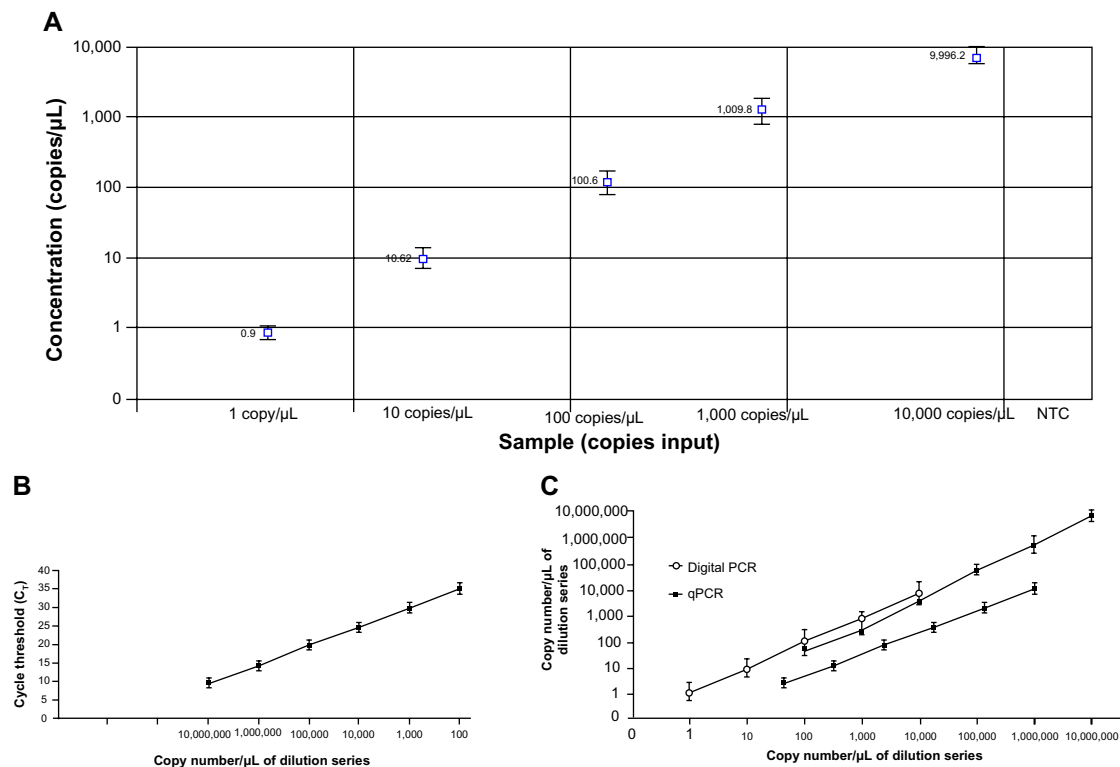 A
Concentration (copies/µL)
10,000
1,000
100
10
1
0
0.9
10.62
100.6
1,009.8
9,996.2
1 copy/µL
10 copies/µL
100 copies/µL
1,000 copies/µL
10,000 copies/µL
NTC
Sample (copies input)
B
Cycle threshold (CT)
40
35
30
25
20
15
10
5
0
10,000,000
1,000,000
100,000
10,000
1,000
100
Copy number/µL of dilution series
C
Copy number/µL of
dilution series
10,000,000
1,000,000
100,000
10,000
1,000
100
10
1
0
Digital PCR
qPCR
0
1
10
100
1,000
10,000
100,000
1,000,000
10,000,000
Copy number/µL of dilution series